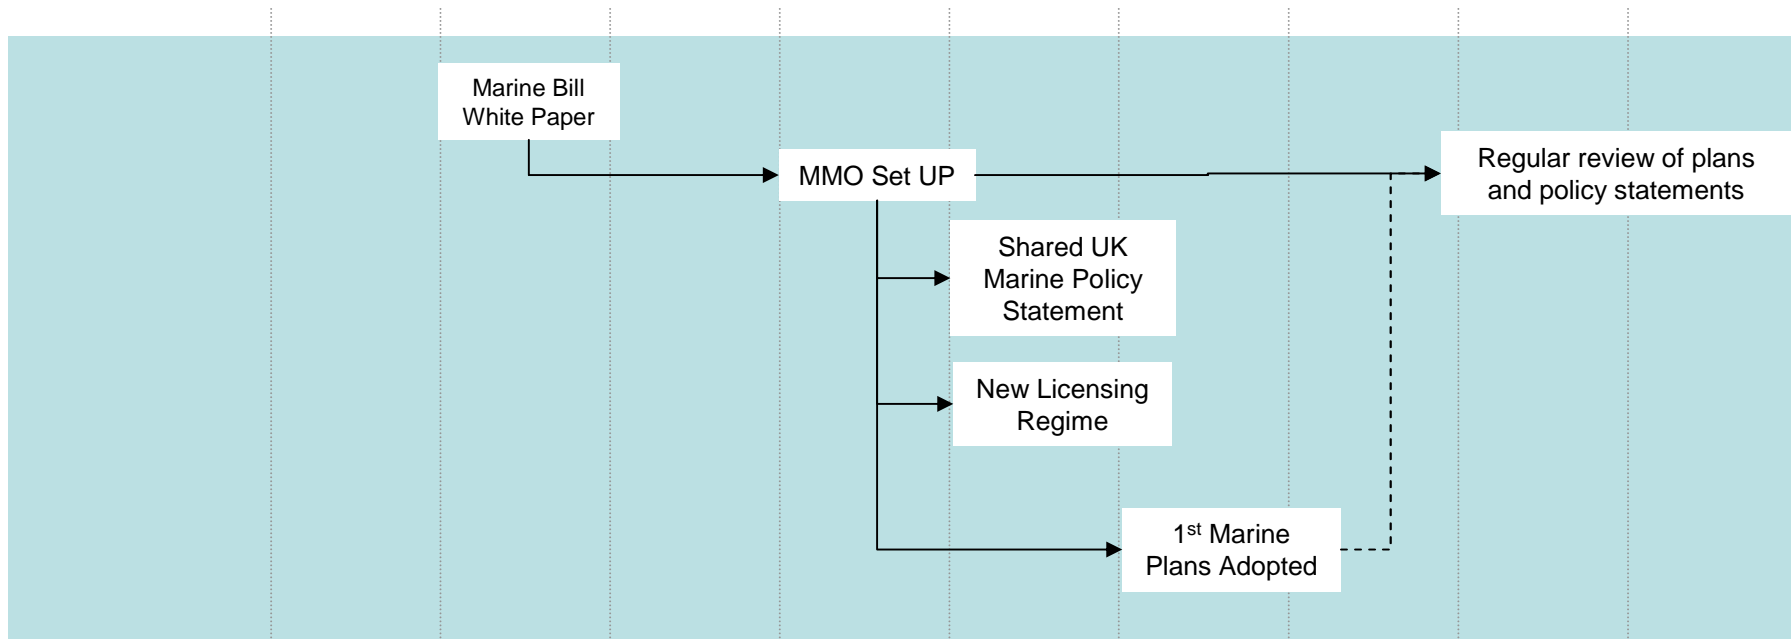 Marine Bill
White Paper
MMO Set UP
Regular review of plans
and policy statements
Shared UK
Marine Policy
Statement
New Licensing
Regime
1st Marine
Plans Adopted